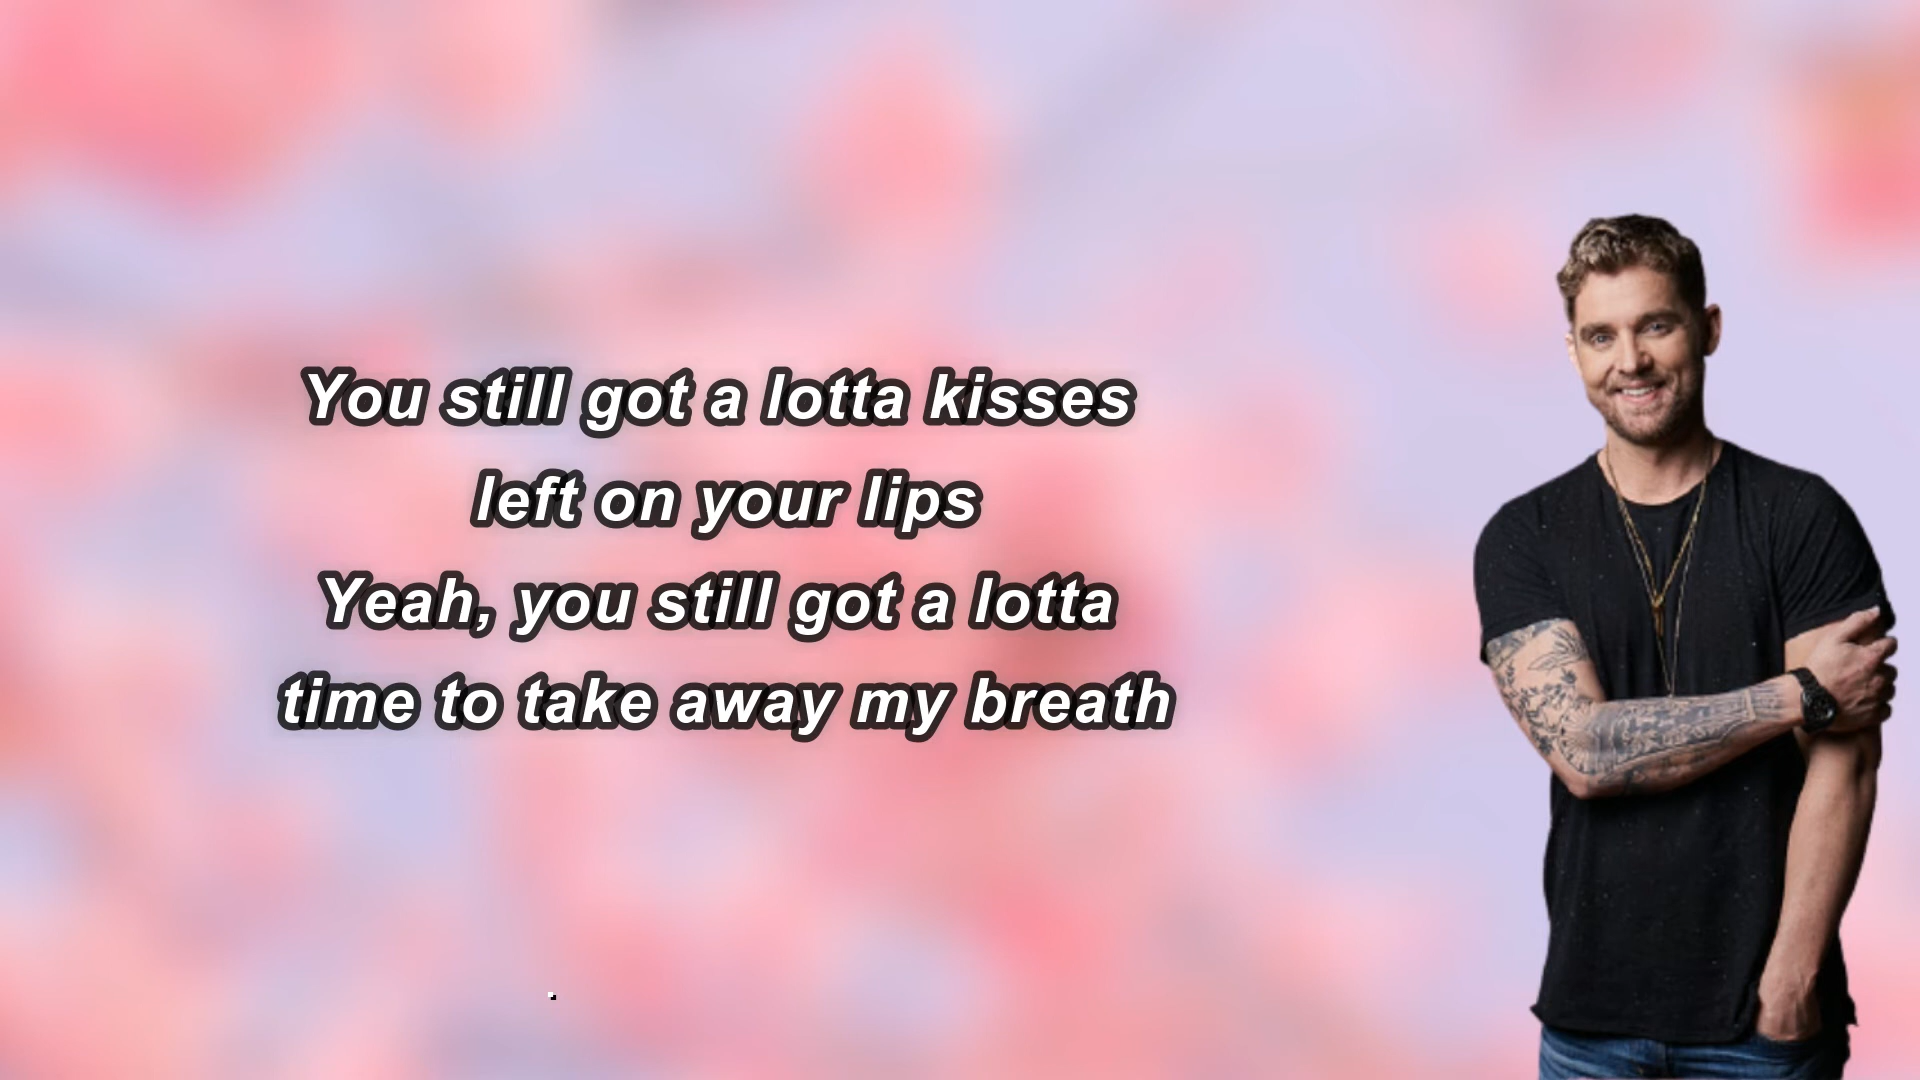 You still got a lotta kisses
left on your lips
Yeah, you still got a lotta
time to take away my breath